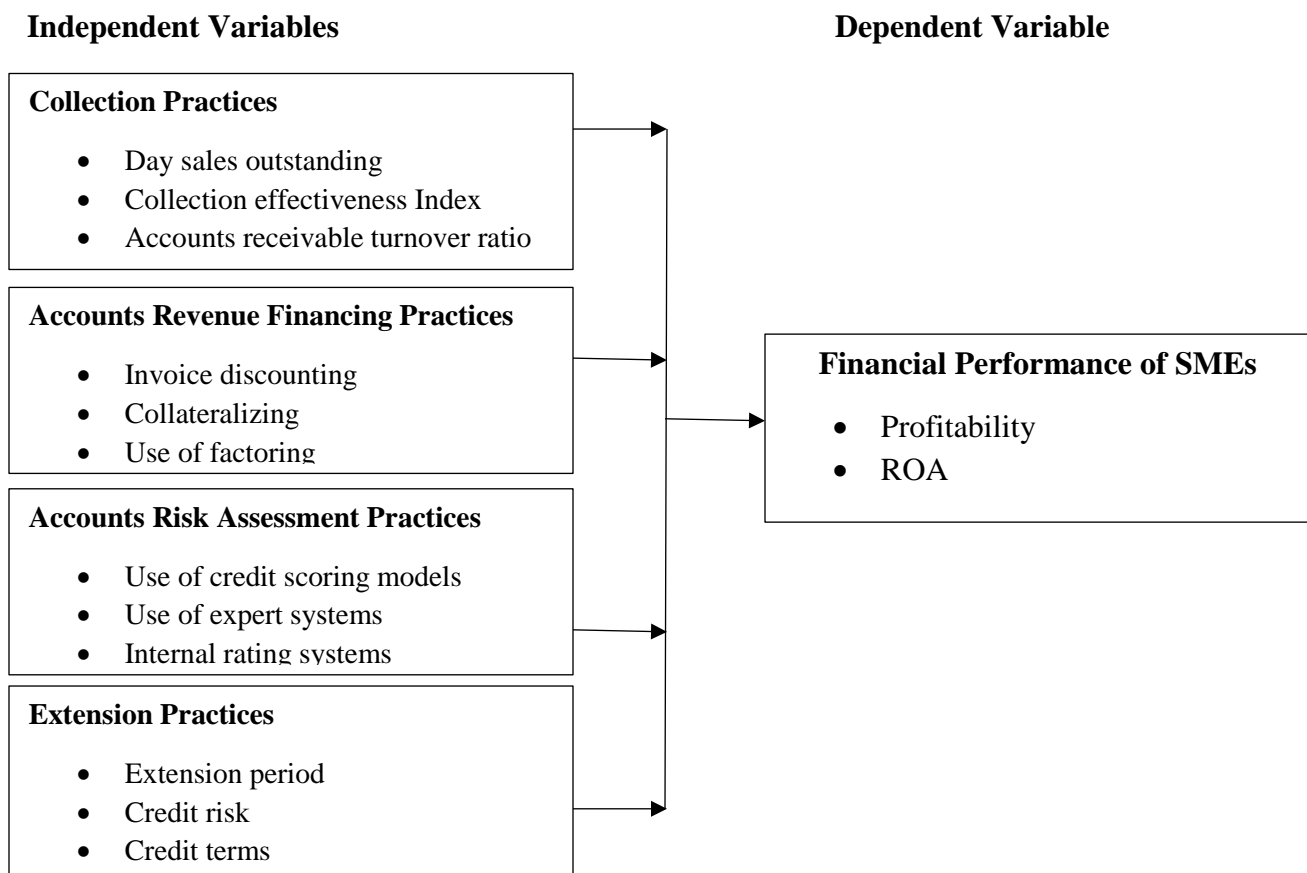 Independent Variables
Dependent Variable
Collection Practices
• Day sales outstanding
• Collection effectiveness Index
• Accounts receivable turnover ratio
Accounts Revenue Financing Practices
• Invoice discounting
• Collateralizing
• Use of factoring
Accounts Risk Assessment Practices
• Use of credit scoring models
• Use of expert systems
• Internal rating systems
Extension Practices
• Extension period
• Credit risk
• Credit terms
Financial Performance of SMEs
• Profitability
• ROA